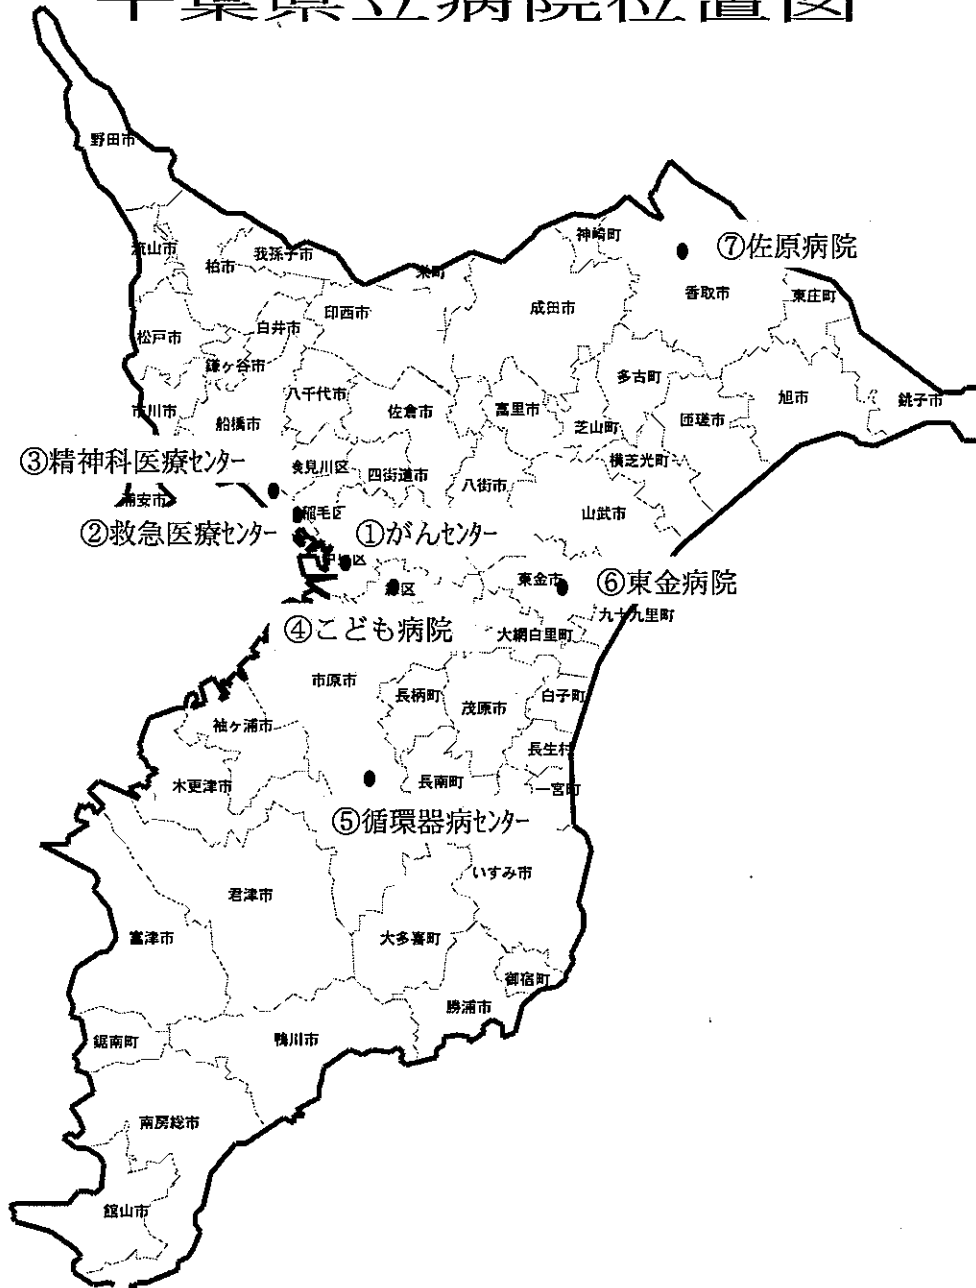 千葉県立病院位置図
野田市
流山市
柏市
我孫子市
栄町
神崎町
⑦佐原病院
香取市
東庄町
成田市
印西市
白井市
松戸市
鎌ヶ谷市
八千代市
佐倉市
富里市
多古町
芝山町
匝瑳市
旭市
銚子市
市川市
船橋市
③精神科医療センター
検見川区
四街道市
八街市
横芝光町
浦安市
稲毛区
山武市
②救急医療センター
①がんセンター
緑区
東金市
⑥東金病院
九十九里町
④こども病院
大網白里町
市原市
長柄町
茂原市
白子町
袖ヶ浦市
長生村
木更津市
長南町
一宮町
⑤循環器病センター
いすみ市
君津市
富津市
大多喜町
御宿町
勝浦市
鋸南町
鴨川市
南房総市
館山市